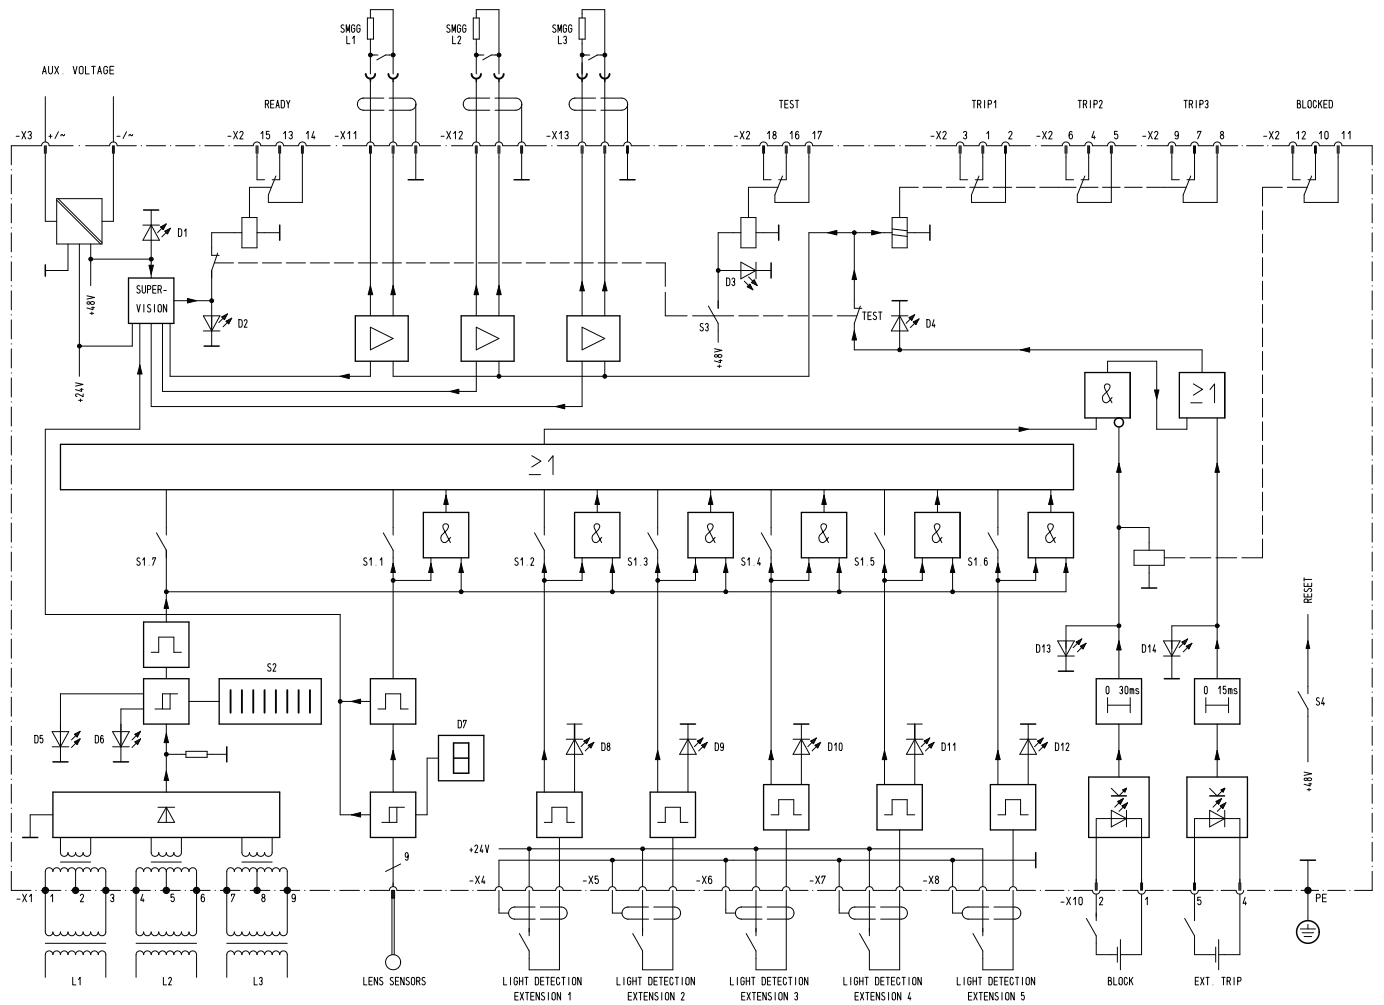 SMGG L1
SMGG L2
SMGG L3
AUX. VOLTAGE
READY
TEST
TRIP1
TRIP2
TRIP3
BLOCKED
-X3 +/~ -/~
-X2 15 13 14
-X11
-X12
-X13
-X2 18 16 17
-X2 3 1 2
-X2 6 4 5
-X2 9 7 8
-X2 12 10 11
D1
D3
SUPER-
VISION
+48V
D2
S3
TEST
D4
+48V
+24V
&
≥1
≥1
&
&
&
&
&
&
S1.7
S1.1
S1.2
S1.3
S1.4
S1.5
S1.6
RESET
D13
D14
S2
0 30ms
0 15ms
S4
D5
D6
D7
D8
D9
D10
D11
D12
+48V
+24V
9
-X4
-X5
-X6
-X7
-X8
-X1 1 2 3 4 5 6 7 8 9
-X10 2 1
5 4
PE
L1
L2
L3
LENS SENSORS
LIGHT DETECTION
EXTENSION 1
LIGHT DETECTION
EXTENSION 2
LIGHT DETECTION
EXTENSION 3
LIGHT DETECTION
EXTENSION 4
LIGHT DETECTION
EXTENSION 5
BLOCK
EXT. TRIP